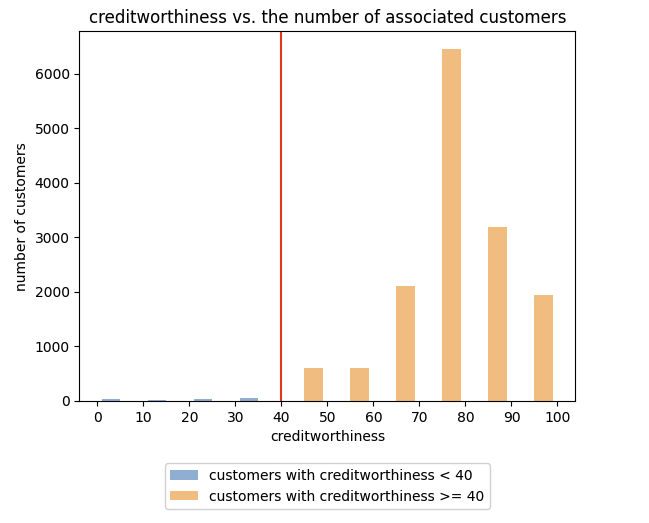 creditworthiness vs. the number of associated customers
number of customers
6000
5000
4000
3000
2000
1000
0
0 10 20 30 40 50 60 70 80 90 100
creditworthiness
customers with creditworthiness < 40
customers with creditworthiness >= 40